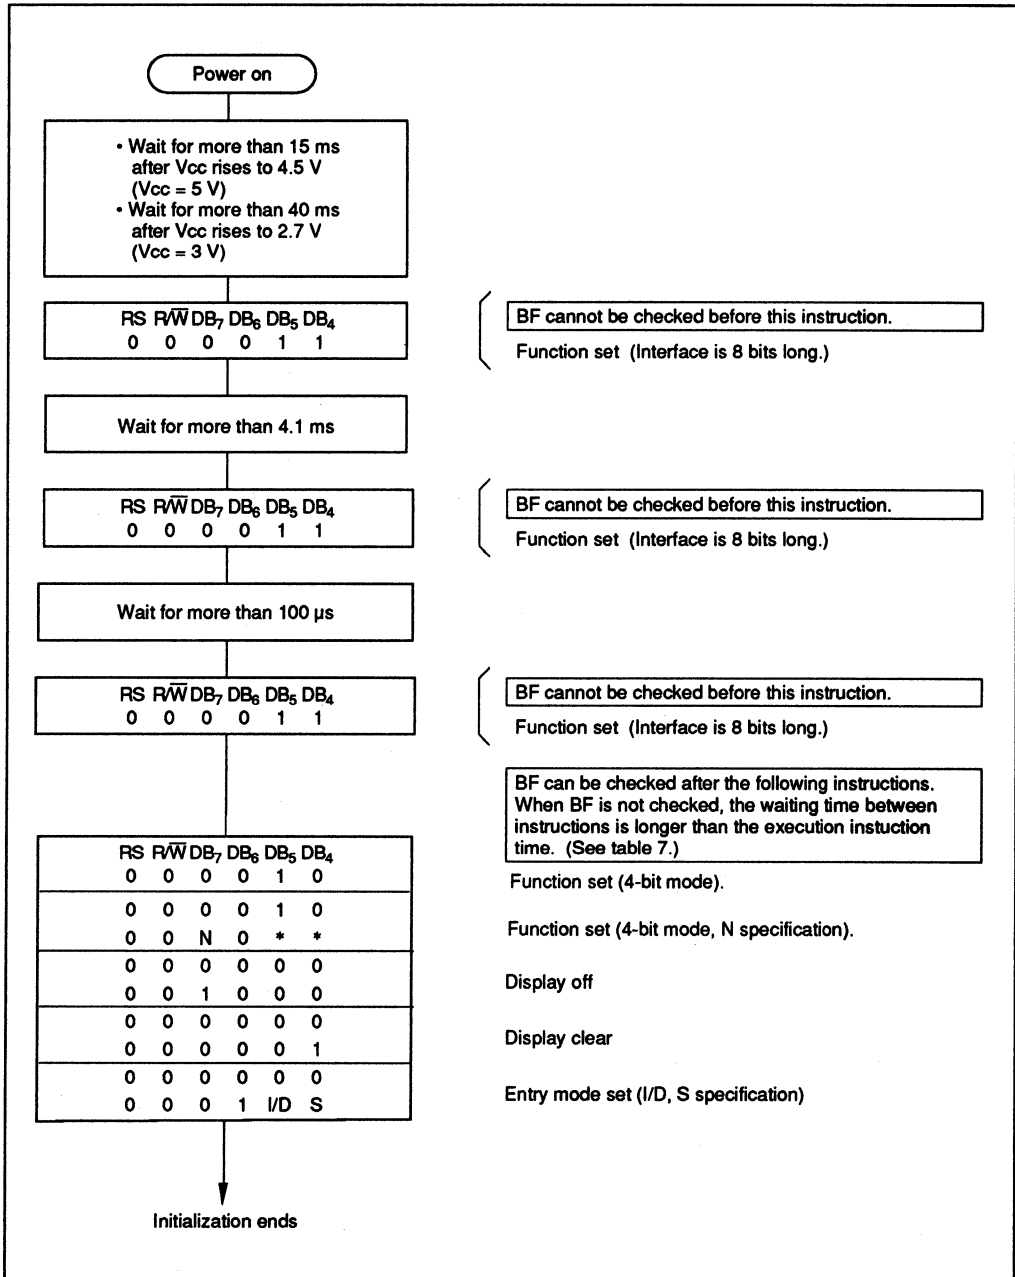 Power on
• Wait for more than 15 ms
after Vcc rises to 4.5 V
(Vcc = 5 V)
• Wait for more than 40 ms
after Vcc rises to 2.7 V
(Vcc = 3 V)
RS R/W̅ DB₇ DB₆ DB₅ DB₄
0 0 0 0 1 1
BF cannot be checked before this instruction.
Function set (Interface is 8 bits long.)
Wait for more than 4.1 ms
RS R/W̅ DB₇ DB₆ DB₅ DB₄
0 0 0 0 1 1
BF cannot be checked before this instruction.
Function set (Interface is 8 bits long.)
Wait for more than 100 µs
RS R/W̅ DB₇ DB₆ DB₅ DB₄
0 0 0 0 1 1
BF cannot be checked before this instruction.
Function set (Interface is 8 bits long.)
BF can be checked after the following instructions.
When BF is not checked, the waiting time between
instructions is longer than the execution instuction
time. (See table 7.)
RS R/W̅ DB₇ DB₆ DB₅ DB₄
0 0 0 0 1 0
Function set (4-bit mode).
0 0 0 0 1 0
0 0 N 0 * *
Function set (4-bit mode, N specification).
0 0 0 0 0 0
0 0 1 0 0 0
Display off
0 0 0 0 0 0
0 0 0 0 0 1
Display clear
0 0 0 0 0 0
0 0 0 1 I/D S
Entry mode set (I/D, S specification)
Initialization ends